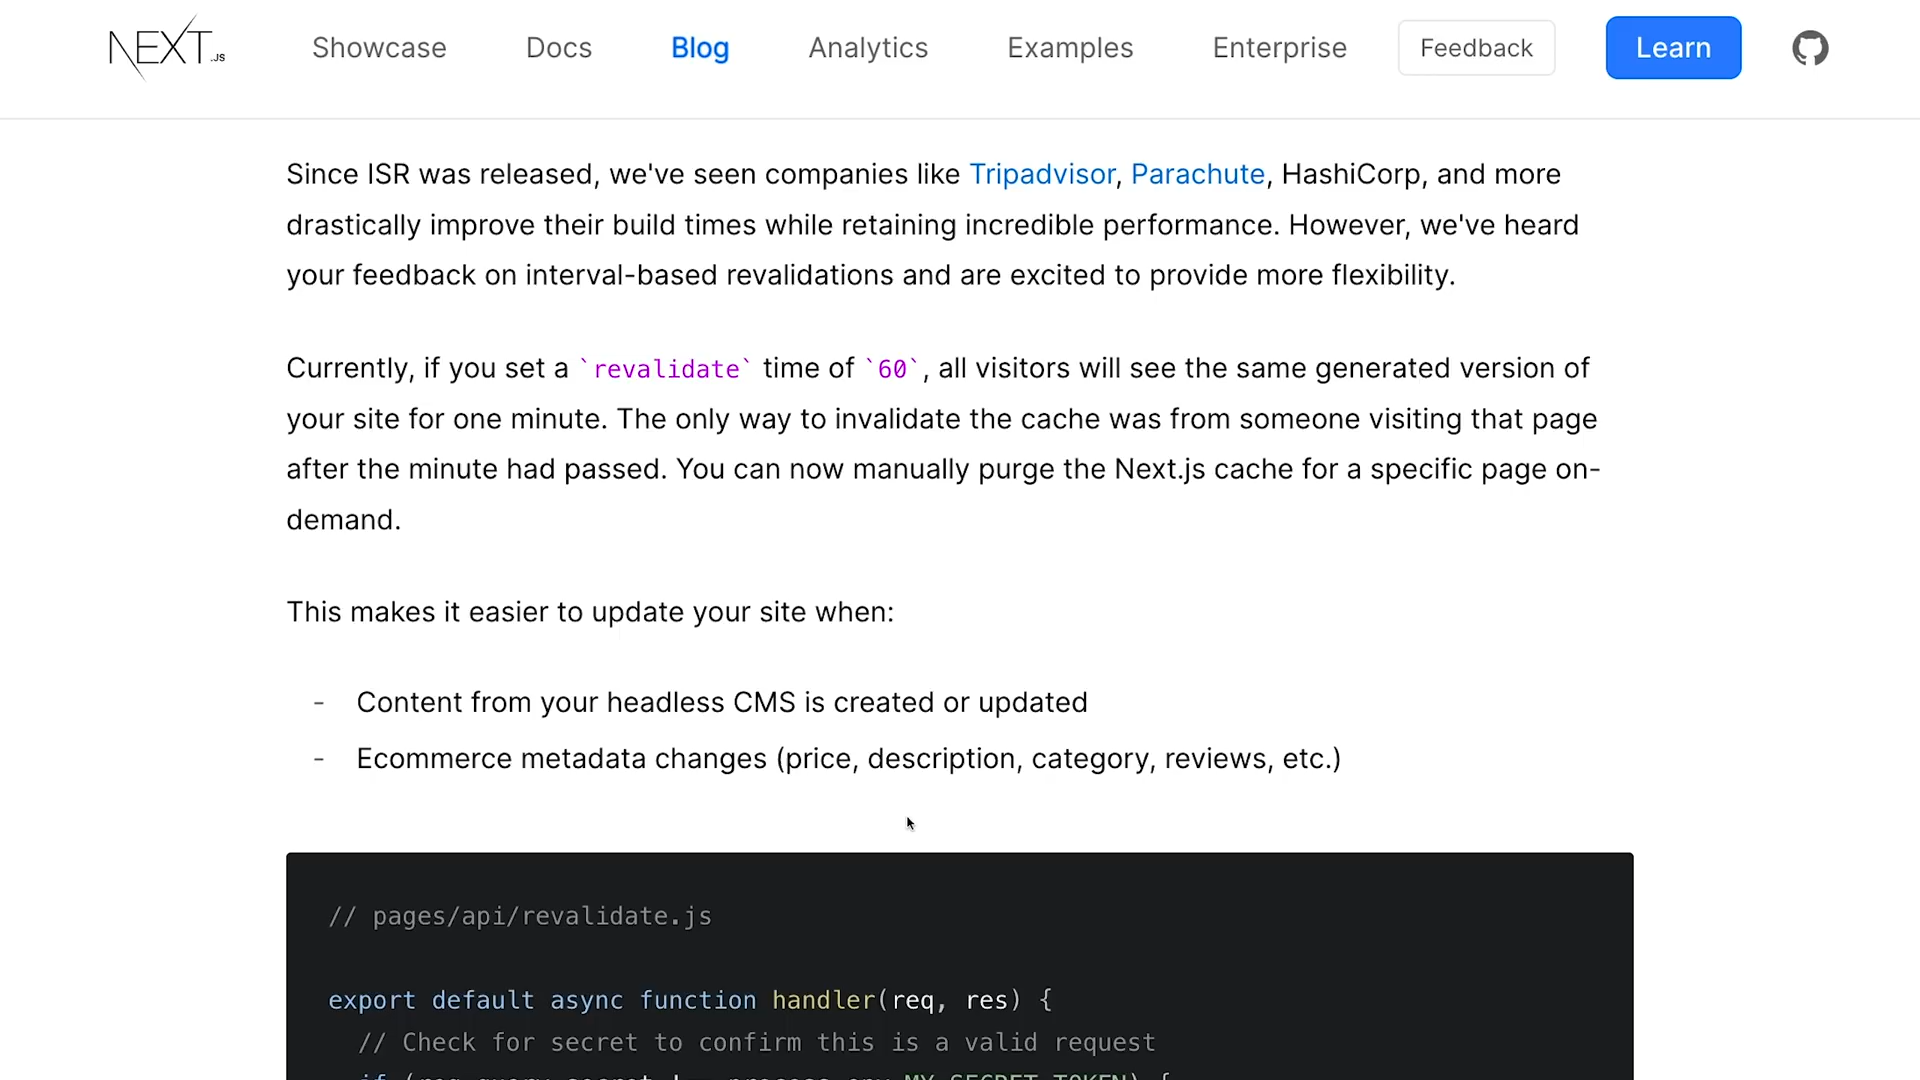 NEXT.JS
Showcase
Docs
Blog
Analytics
Examples
Enterprise
Feedback
Learn
Since ISR was released, we've seen companies like Tripadvisor, Parachute, HashiCorp, and more
drastically improve their build times while retaining incredible performance. However, we've heard
your feedback on interval-based revalidations and are excited to provide more flexibility.
Currently, if you set a `revalidate` time of `60`, all visitors will see the same generated version of
your site for one minute. The only way to invalidate the cache was from someone visiting that page
after the minute had passed. You can now manually purge the Next.js cache for a specific page on-
demand.
This makes it easier to update your site when:
- Content from your headless CMS is created or updated
- Ecommerce metadata changes (price, description, category, reviews, etc.)
// pages/api/revalidate.js
export default async function handler(req, res) {
// Check for secret to confirm this is a valid request
if (req.query.secret !== process.env.MY_SECRET_TOKEN) {